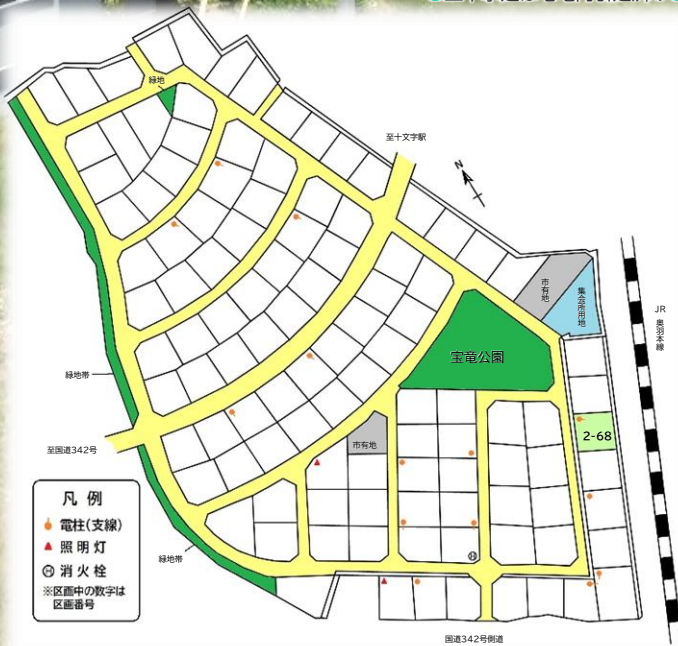 緑地
至十文字駅
N
市有地
集会所用地
JR
奥羽本線
宝竜公園
緑地帯
2-68
至国道342号
市有地
凡 例
電柱(支線)
照明灯
消火栓
※区画中の数字は
区画番号
緑地帯
国道342号側道